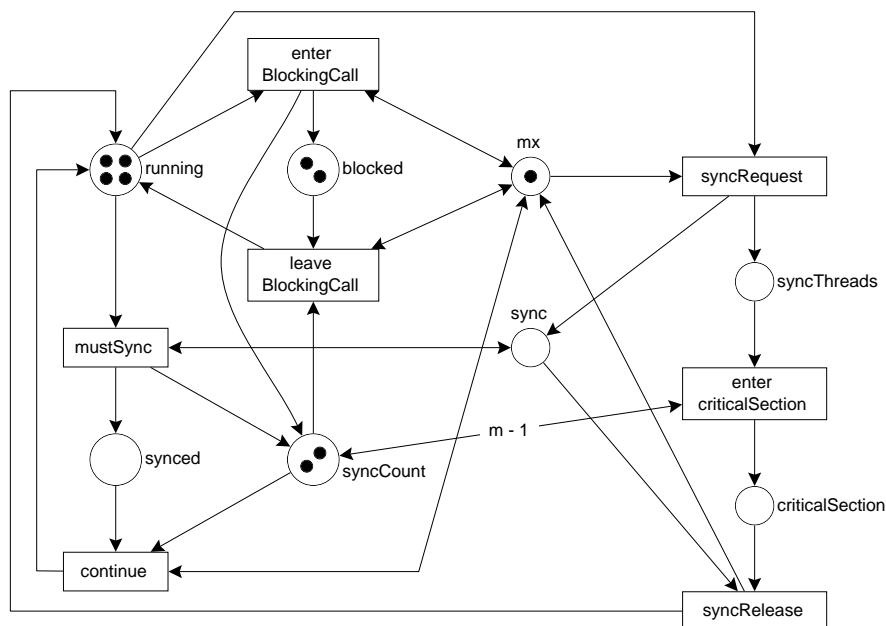 enter
BlockingCall
mx
running
blocked
syncRequest
leave
BlockingCall
syncThreads
sync
mustSync
enter
criticalSection
m - 1
synced
syncCount
criticalSection
continue
syncRelease